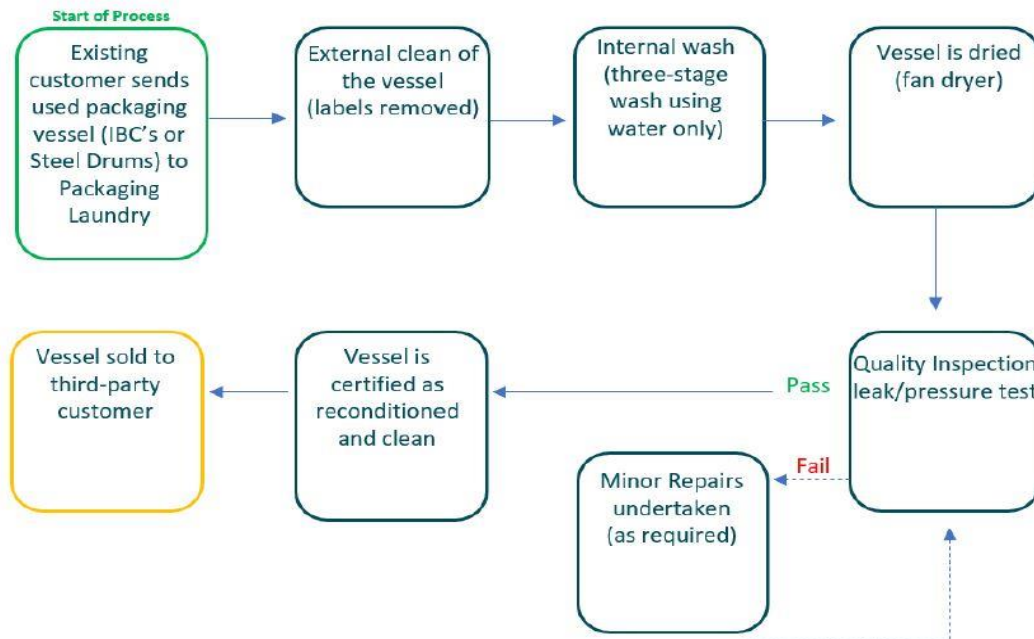 Start of Process
Existing
customer sends
used packaging
vessel (IBC's or
Steel Drums) to
Packaging
Laundry
External clean of
the vessel
(labels removed)
Internal wash
(three-stage
wash using
water only)
Vessel is dried
(fan dryer)
Quality Inspection
leak/pressure test
Pass
Fail
Minor Repairs
undertaken
(as required)
Vessel is
certified as
reconditioned
and clean
Vessel sold to
third-party
customer